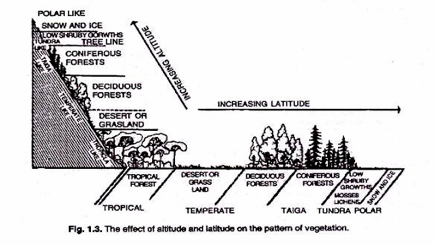 POLAR LIKE
SNOW AND ICE
LOW SHRUBY GORWTHS
TUNDRA LIKE
TREE LINE
CONIFEROUS
FORESTS
TAIGA
DECIDUOUS
FORESTS
DESERT OR
GRASLAND
INCREASING ALTITUDE
INCREASING LATITUDE
TROPICAL
FOREST
DESERT OR
GRASS
LAND
DECIDUOUS
FORESTS
CONIFEROUS
FORESTS
LOW
SHRUBY
GROWTHS
MOSSES
LICHENS
SNOW AND ICE
TROPICAL
TEMPERATE
TAIGA
TUNDRA
POLAR
Fig. 1.3. The effect of altitude and latitude on the pattern of vegetation.